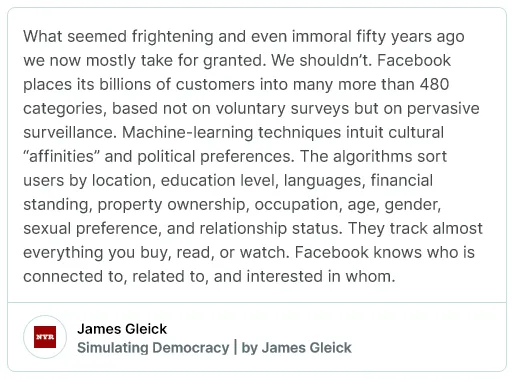 What seemed frightening and even immoral fifty years ago
we now mostly take for granted. We shouldn’t. Facebook
places its billions of customers into many more than 480
categories, based not on voluntary surveys but on pervasive
surveillance. Machine-learning techniques intuit cultural
“affinities” and political preferences. The algorithms sort
users by location, education level, languages, financial
standing, property ownership, occupation, age, gender,
sexual preference, and relationship status. They track almost
everything you buy, read, or watch. Facebook knows who is
connected to, related to, and interested in whom.
NYR
James Gleick
Simulating Democracy | by James Gleick